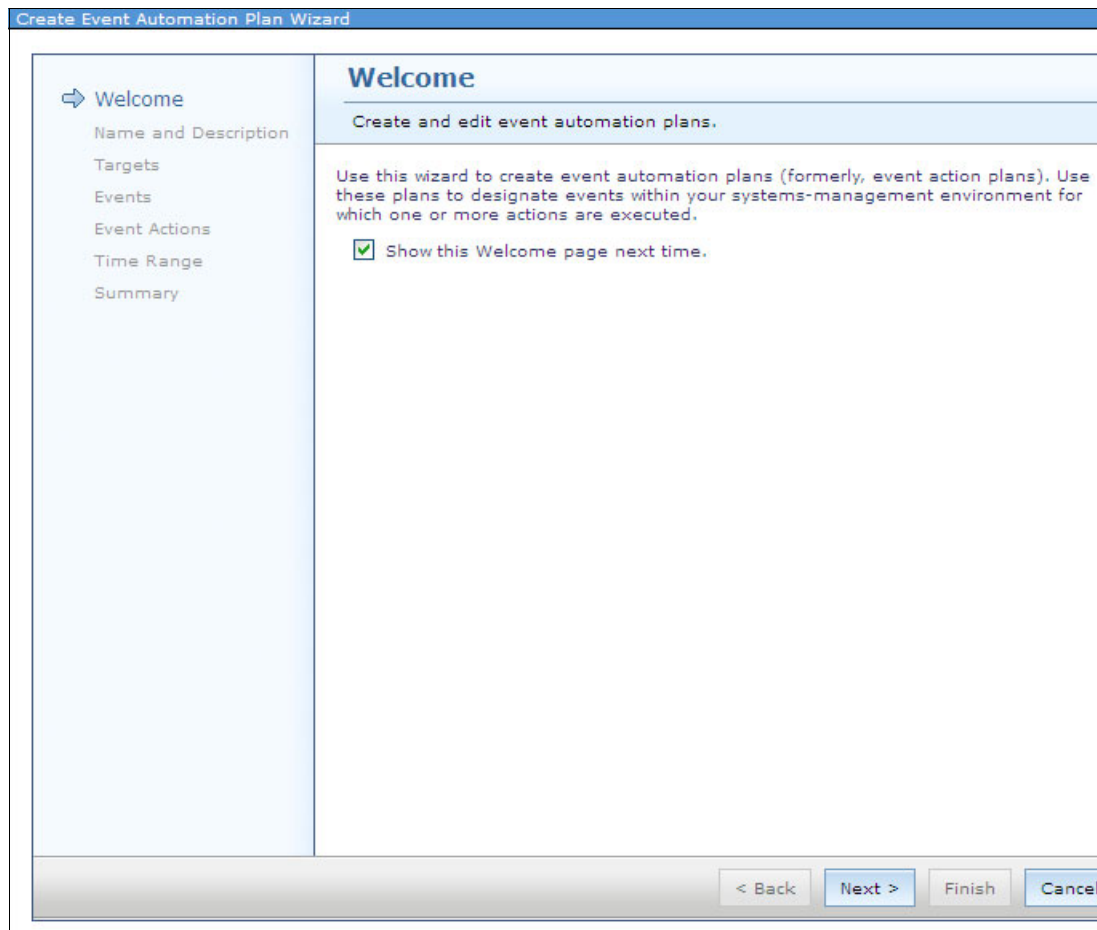 Create Event Automation Plan Wizard
Welcome
Name and Description
Targets
Events
Event Actions
Time Range
Summary
Welcome
Create and edit event automation plans.
Use this wizard to create event automation plans (formerly, event action plans). Use
these plans to designate events within your systems-management environment for
which one or more actions are executed.
Show this Welcome page next time.
< Back
Next >
Finish
Cancel